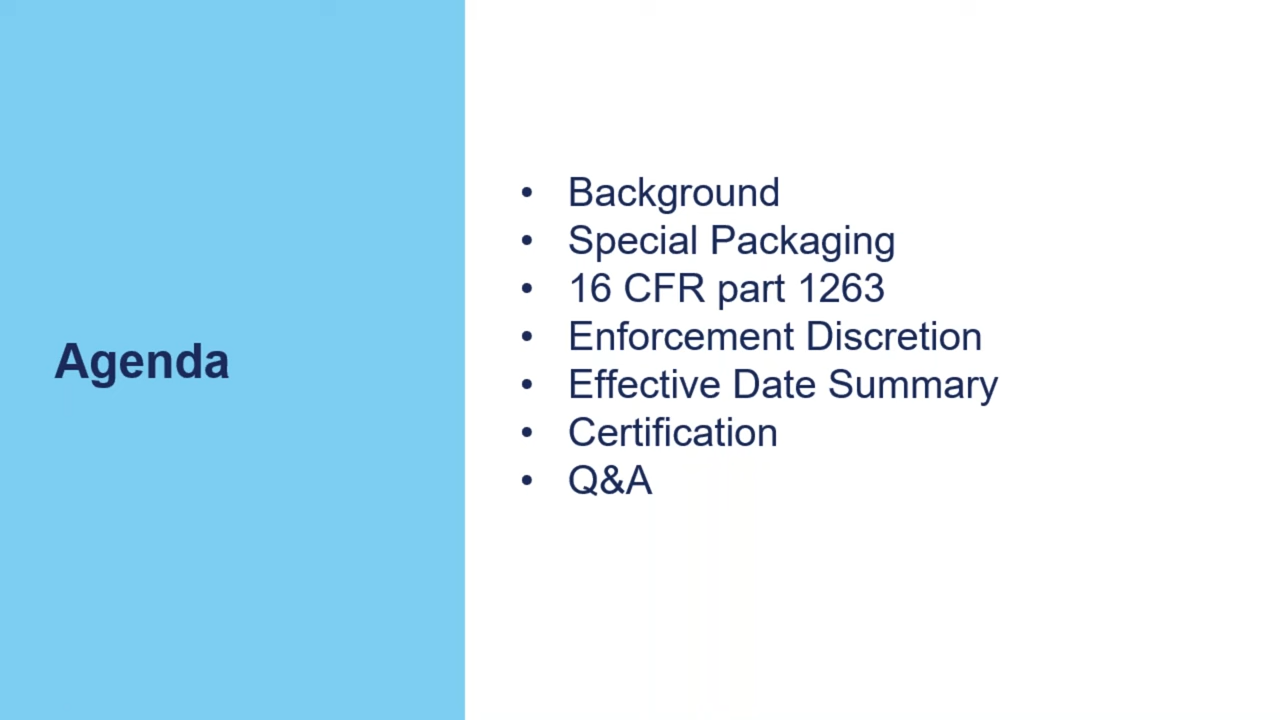 Agenda
• Background
• Special Packaging
• 16 CFR part 1263
• Enforcement Discretion
• Effective Date Summary
• Certification
• Q&A